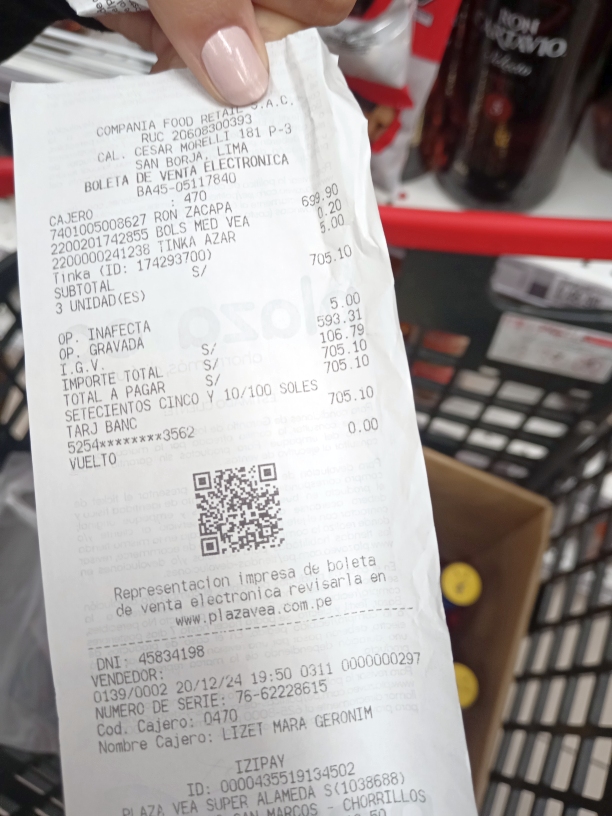 RON
CARTAVIO
COMPANIA FOOD RETAIL S.A.C.
RUC 20608300393
CAL. CESAR MORELLI 181 P-3
SAN BORJA, LIMA
BOLETA DE VENTA ELECTRONICA
BA45-05117840
CAJERO : 470
7401005008627 RON ZACAPA 699.90
2200201742855 BOLS MED VEA 0.20
2200000241238 TINKA AZAR 5.00
Tinka (ID: 174293700)
SUBTOTAL S/ 705.10
3 UNIDAD(ES)
OP. INAFECTA 5.00
OP. GRAVADA 593.31
I.G.V. S/ 106.79
IMPORTE TOTAL S/ 705.10
TOTAL A PAGAR S/ 705.10
SETECIENTOS CINCO Y 10/100 SOLES
TARJ BANC 705.10
5254********3562
VUELTO 0.00
Representacion impresa de boleta
de venta electronica revisarla en
www.plazavea.com.pe
DNI: 45834198
VENDEDOR:
0139/0002 20/12/24 19:50 0311 0000000297
NUMERO DE SERIE: 76-62228615
Cod. Cajero: 0470
Nombre Cajero: LIZET MARA GERONIM
IZIPAY
ID: 0000435519134502
PLAZA VEA SUPER ALAMEDA S(1038688)
SAN MARCOS - CHORRILLOS